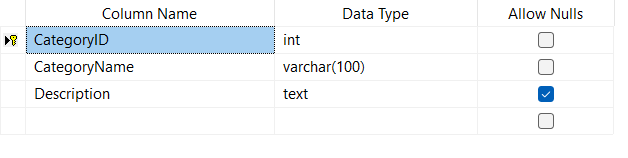 Column Name Data Type Allow Nulls
CategoryID int
CategoryName varchar(100)
Description text